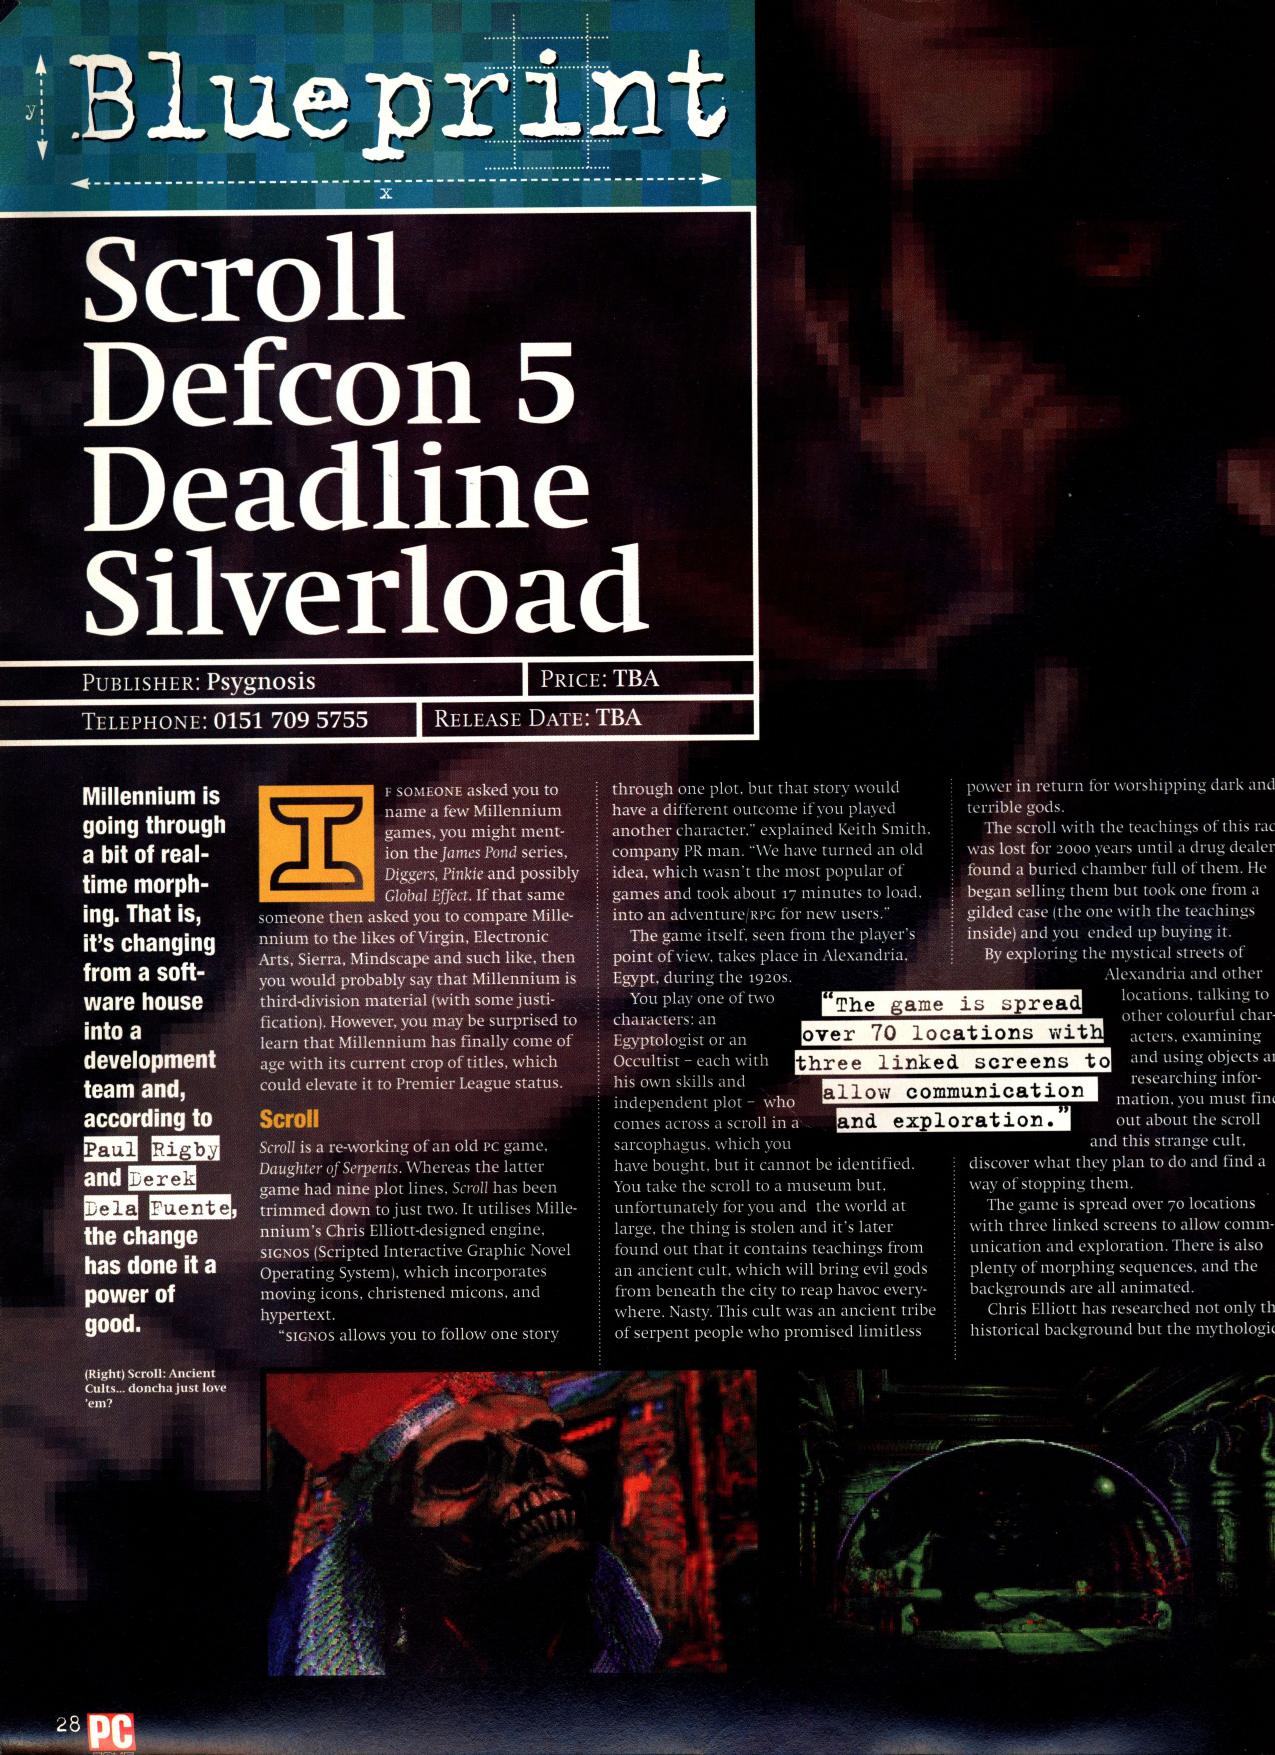 Blueprint
y
x
Scroll
Defcon 5
Deadline
Silverload
PUBLISHER: Psygnosis
PRICE: TBA
TELEPHONE: 0151 709 5755
RELEASE DATE: TBA
Millennium is
going through
a bit of real-
time morph-
ing. That is,
it's changing
from a soft-
ware house
into a
development
team and,
according to
Paul Rigby
and Derek
Dela Fuente,
the change
has done it a
power of
good.
(Right) Scroll: Ancient
Cults... doncha just love
'em?
IF SOMEONE asked you to
name a few Millennium
games, you might ment-
ion the James Pond series,
Diggers, Pinkie and possibly
Global Effect. If that same
someone then asked you to compare Mille-
nnium to the likes of Virgin, Electronic
Arts, Sierra, Mindscape and such like, then
you would probably say that Millennium is
third-division material (with some justi-
fication). However, you may be surprised to
learn that Millennium has finally come of
age with its current crop of titles, which
could elevate it to Premier League status.
Scroll
Scroll is a re-working of an old PC game,
Daughter of Serpents. Whereas the latter
game had nine plot lines, Scroll has been
trimmed down to just two. It utilises Mille-
nnium's Chris Elliott-designed engine,
SIGNOS (Scripted Interactive Graphic Novel
Operating System), which incorporates
moving icons, christened micons, and
hypertext.
"SIGNOS allows you to follow one story
through one plot, but that story would
have a different outcome if you played
another character," explained Keith Smith,
company PR man. "We have turned an old
idea, which wasn't the most popular of
games and took about 17 minutes to load,
into an adventure/RPG for new users."
The game itself, seen from the player's
point of view, takes place in Alexandria,
Egypt, during the 1920s.
You play one of two
characters: an
Egyptologist or an
Occultist – each with
his own skills and
independent plot – who
comes across a scroll in a
sarcophagus, which you
have bought, but it cannot be identified.
You take the scroll to a museum but,
unfortunately for you and the world at
large, the thing is stolen and it's later
found out that it contains teachings from
an ancient cult, which will bring evil gods
from beneath the city to reap havoc every-
where. Nasty. This cult was an ancient tribe
of serpent people who promised limitless
"The game is spread
over 70 locations with
three linked screens to
allow communication
and exploration."
power in return for worshipping dark and
terrible gods.
The scroll with the teachings of this rac
was lost for 2000 years until a drug dealer
found a buried chamber full of them. He
began selling them but took one from a
gilded case (the one with the teachings
inside) and you ended up buying it.
By exploring the mystical streets of
Alexandria and other
locations, talking to
other colourful char-
acters, examining
and using objects an
researching infor-
mation, you must find
out about the scroll
and this strange cult,
discover what they plan to do and find a
way of stopping them.
The game is spread over 70 locations
with three linked screens to allow comm-
unication and exploration. There is also
plenty of morphing sequences, and the
backgrounds are all animated.
Chris Elliott has researched not only th
historical background but the mythologic
28 PC